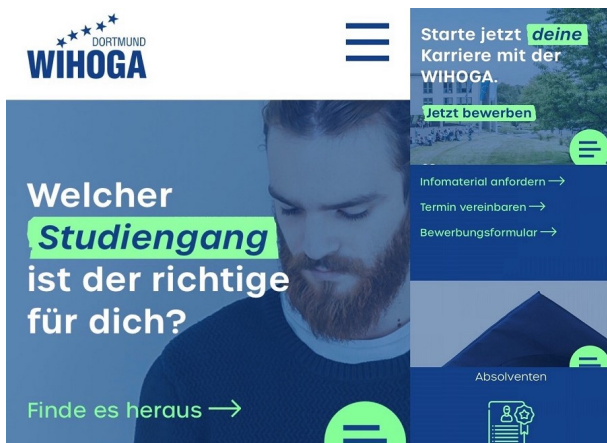 DORTMUND
WIHOGA
Welcher
Studiengang
ist der richtige
für dich?
Finde es heraus →
Starte jetzt deine
Karriere mit der
WIHOGA.
Jetzt bewerben
Infomaterial anfordern →
Termin vereinbaren →
Bewerbungsformular →
Absolventen